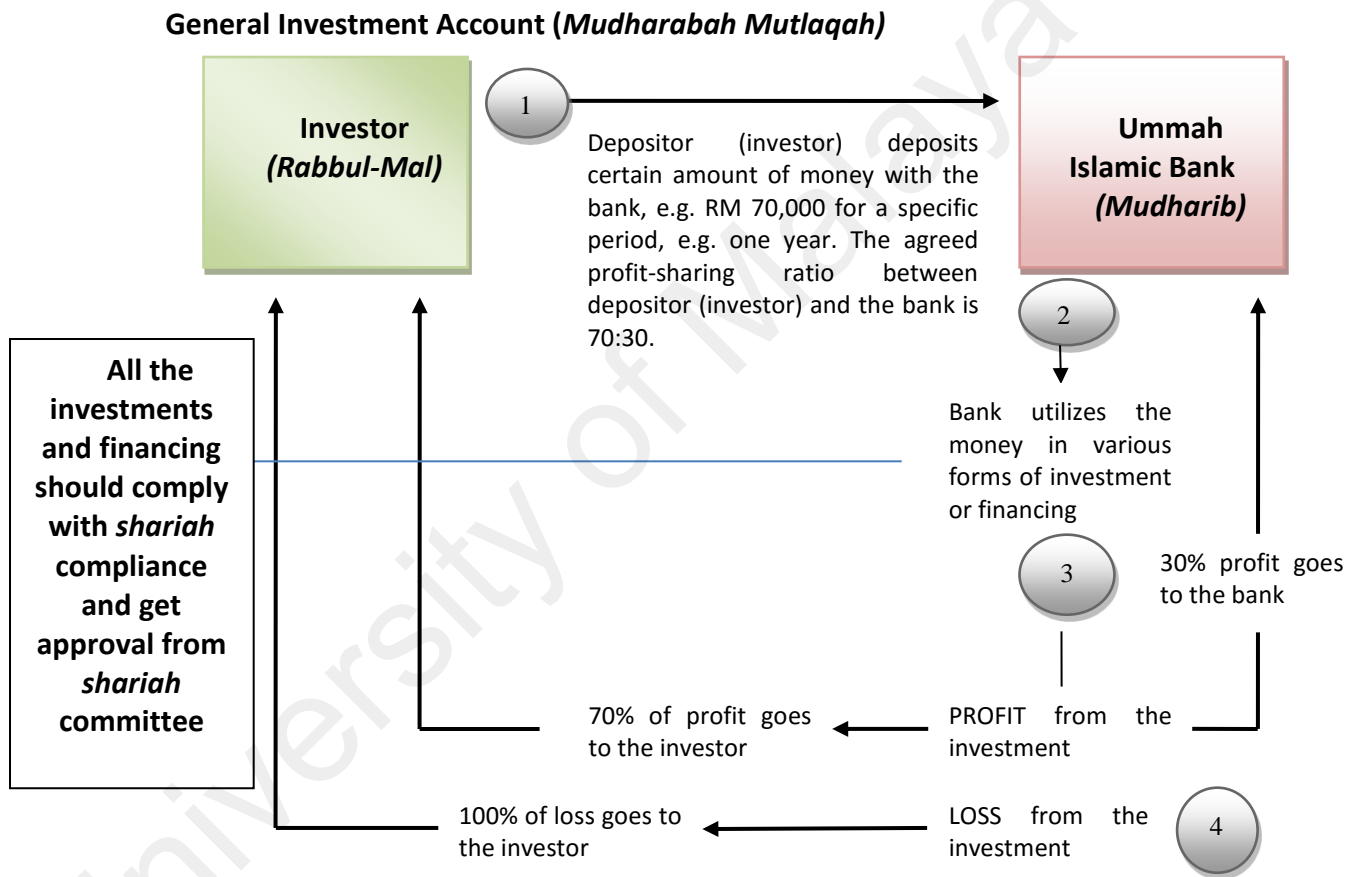 General Investment Account (Mudharabah Mutlaqah)
Investor
(Rabbul-Mal)
1
Depositor (investor) deposits
certain amount of money with the
bank, e.g. RM 70,000 for a specific
period, e.g. one year. The agreed
profit-sharing ratio between
depositor (investor) and the bank is
70:30.
Ummah
Islamic Bank
(Mudharib)
2
All the
investments
and financing
should comply
with shariah
compliance
and get
approval from
shariah
committee
Bank utilizes the
money in various
forms of investment
or financing
3
30% profit goes
to the bank
70% of profit goes
to the investor
PROFIT from the
investment
100% of loss goes to
the investor
LOSS from the
investment
4
University of Malaya